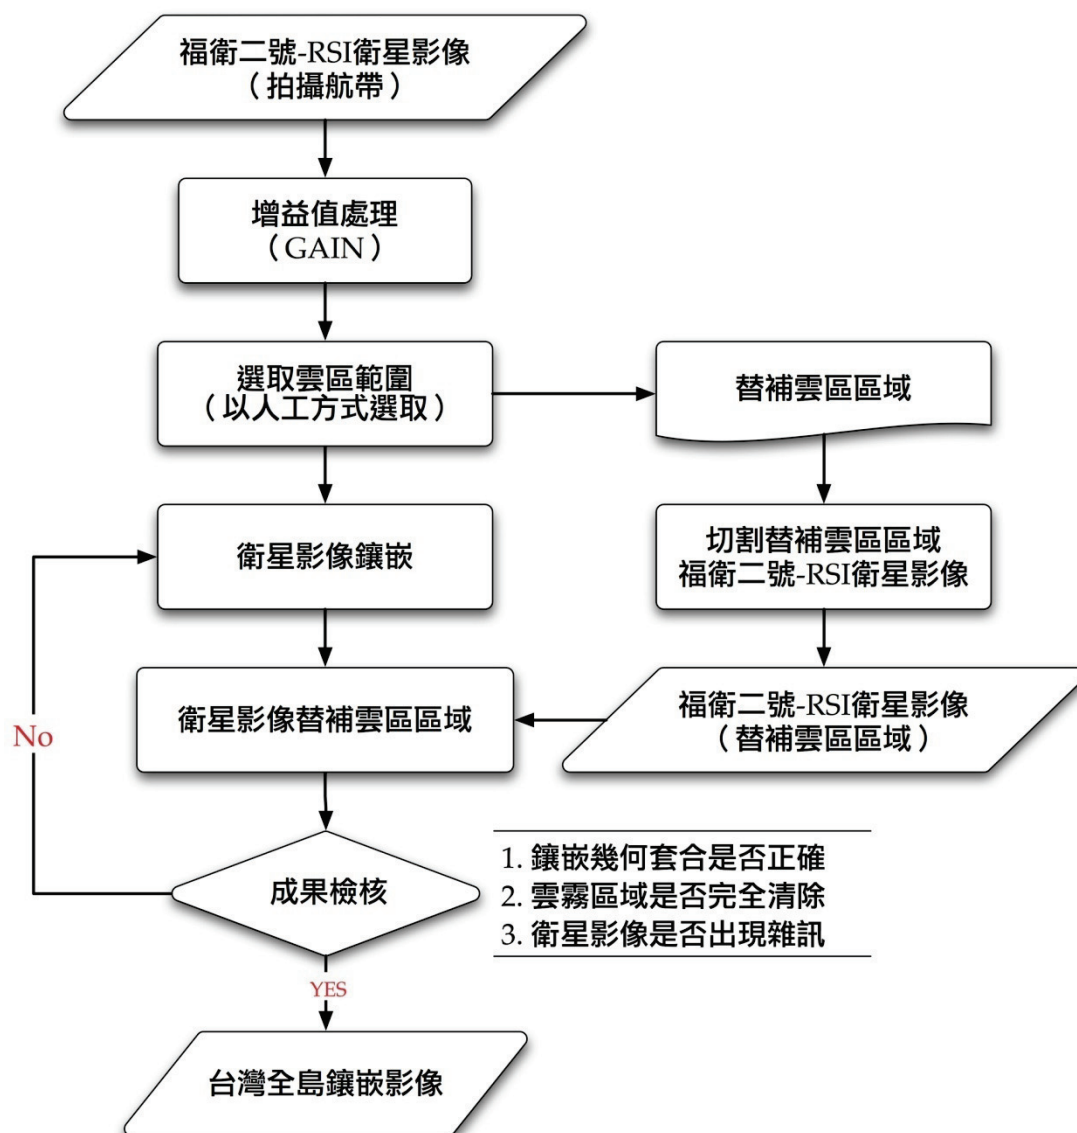 福衛二號-RSI衛星影像
（拍攝航帶）
增益值處理
（GAIN）
選取雲區範圍
（以人工方式選取）
替補雲區區域
衛星影像鑲嵌
切割替補雲區區域
福衛二號-RSI衛星影像
衛星影像替補雲區區域
福衛二號-RSI衛星影像
（替補雲區區域）
No
成果檢核
1. 鑲嵌幾何套合是否正確
2. 雲霧區域是否完全清除
3. 衛星影像是否出現雜訊
YES
台灣全島鑲嵌影像